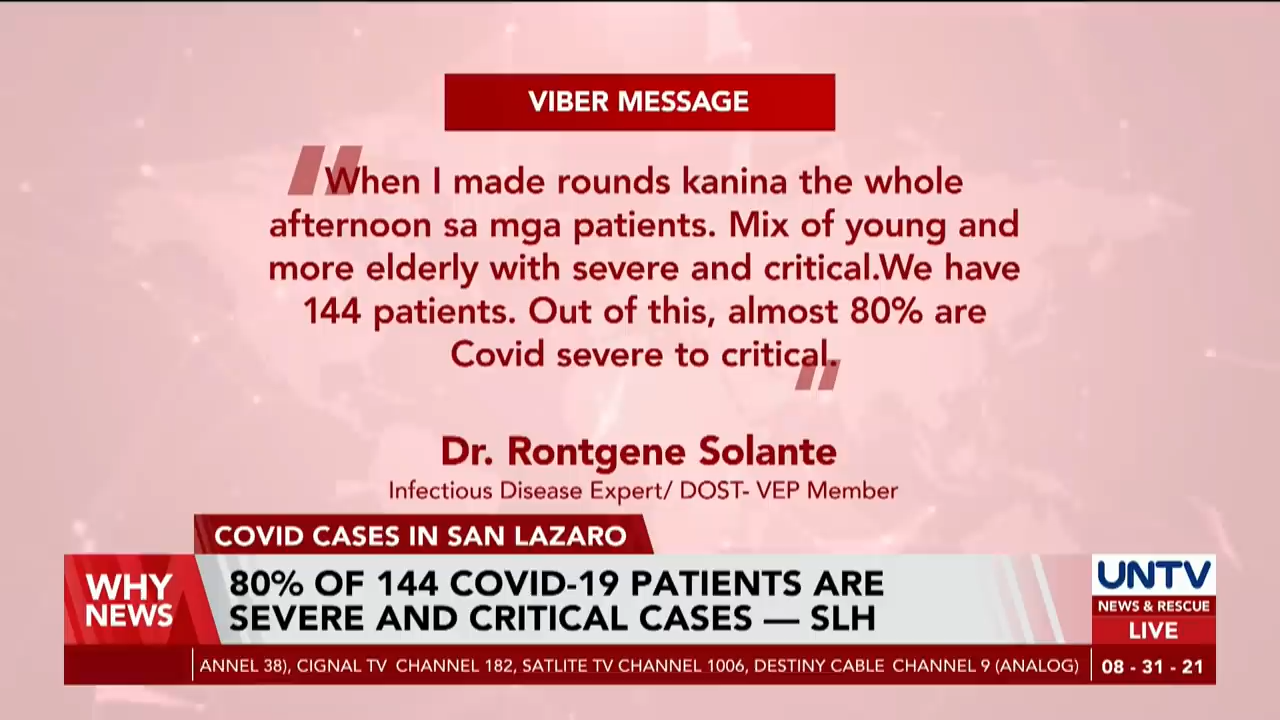 VIBER MESSAGE
"When I made rounds kanina the whole
afternoon sa mga patients. Mix of young and
more elderly with severe and critical.We have
144 patients. Out of this, almost 80% are
Covid severe to critical."
Dr. Rontgene Solante
Infectious Disease Expert/ DOST- VEP Member
COVID CASES IN SAN LAZARO
WHY
NEWS
80% OF 144 COVID-19 PATIENTS ARE
SEVERE AND CRITICAL CASES — SLH
UNTV
NEWS & RESCUE
LIVE
ANNEL 38), CIGNAL TV CHANNEL 182, SATLITE TV CHANNEL 1006, DESTINY CABLE CHANNEL 9 (ANALOG)
08 - 31 - 21